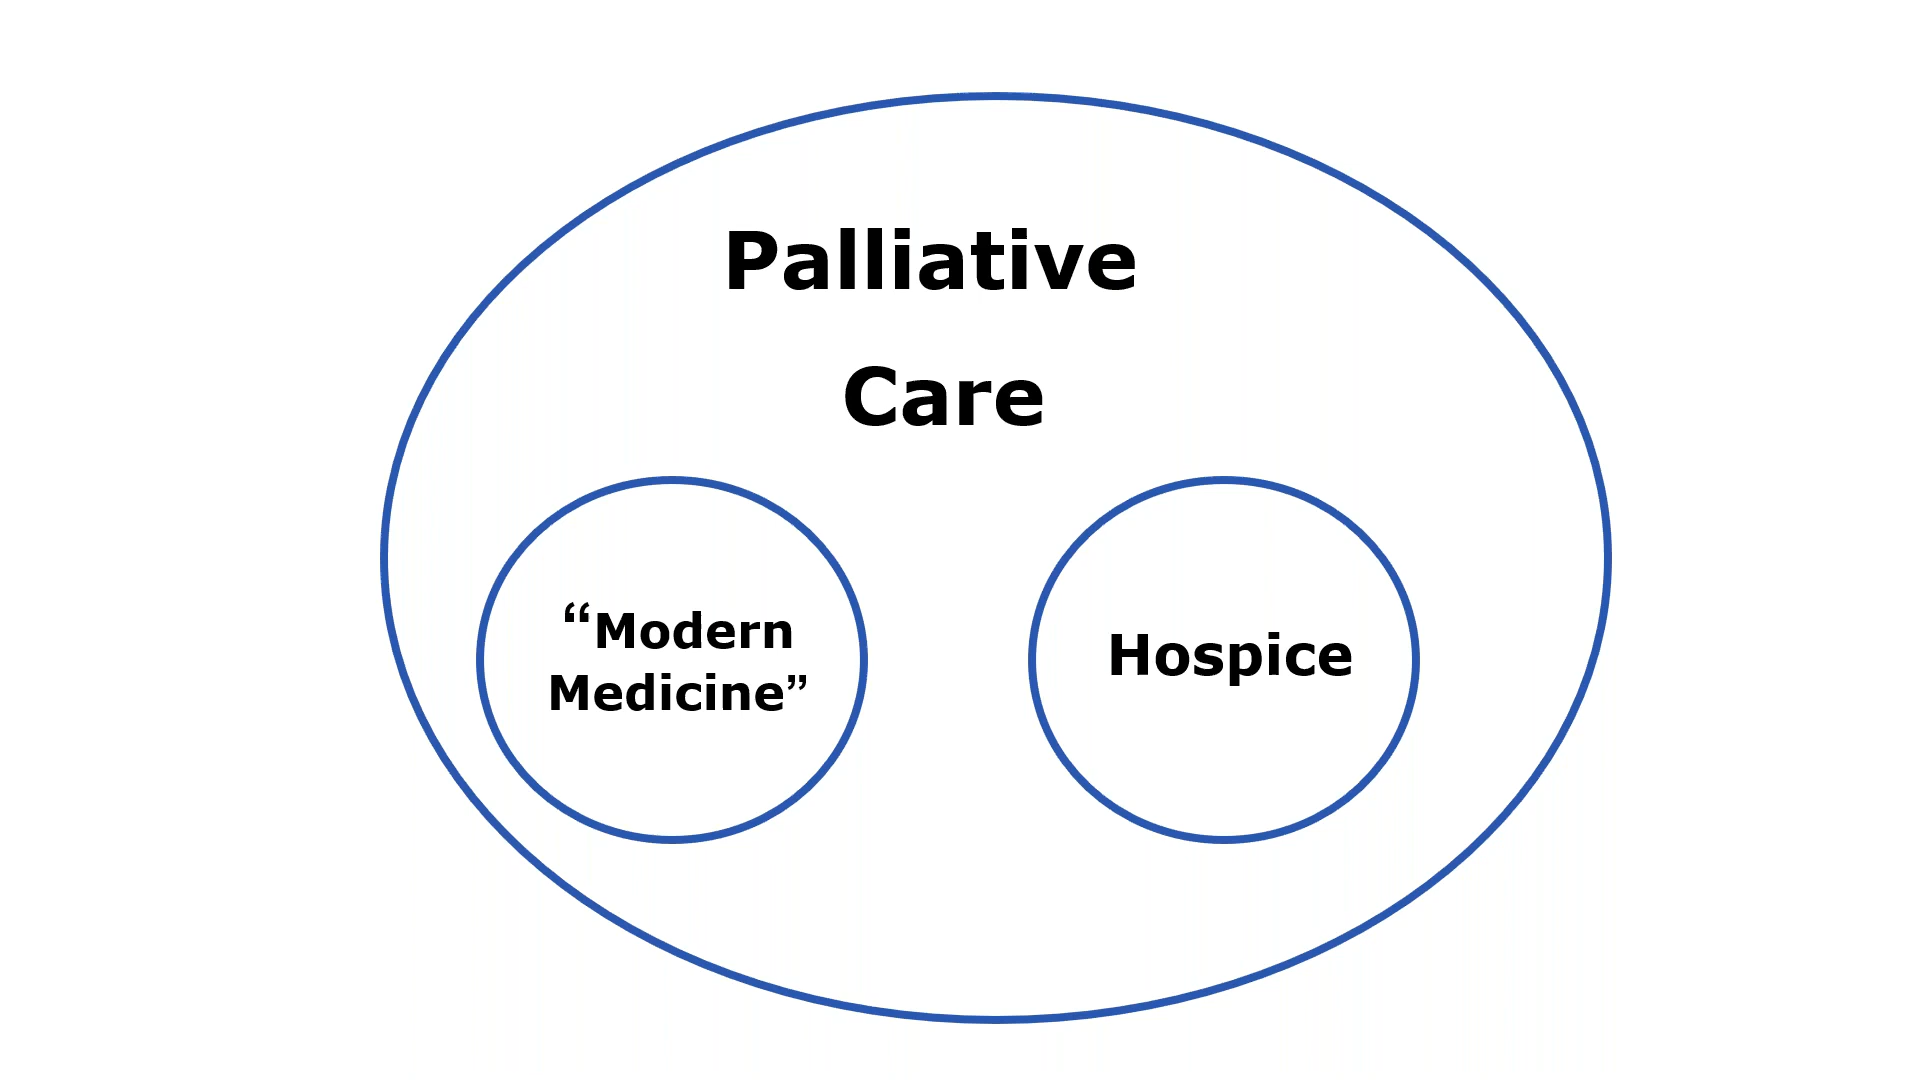 Palliative
Care
“Modern
Medicine”
Hospice